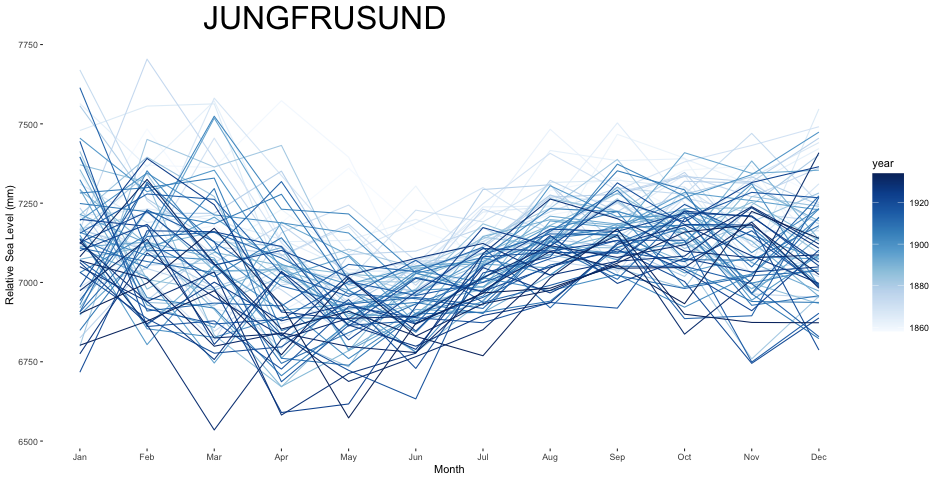 JUNGFRUSUND
7750
7500
7250
7000
6750
6500
Relative Sea Level (mm)
Jan Feb Mar Apr May Jun Jul Aug Sep Oct Nov Dec
Month
year
1920
1900
1880
1860